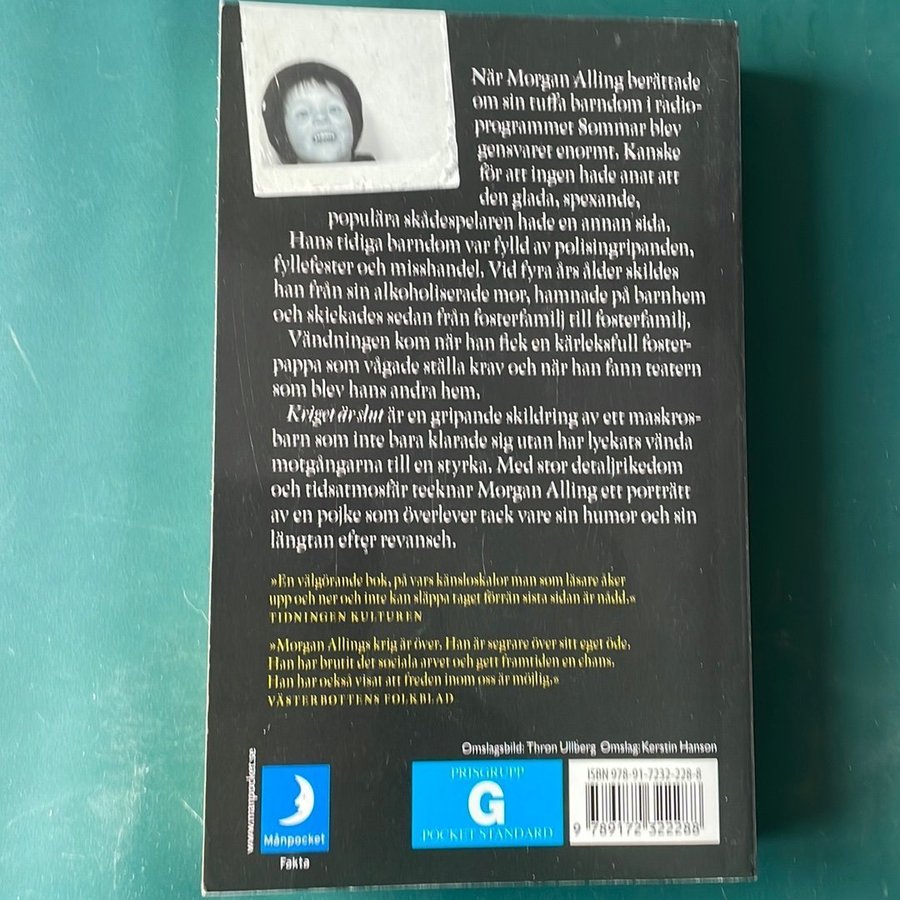 När Morgan Alling berättade
om sin tuffa barndom i radio-
programmet Sommar blev
gensvaret enormt. Kanske
för att ingen hade anat att
den glada, spexande,
populära skådespelaren hade en annan sida.
Hans tidiga barndom var fylld av polisingripanden,
fyllefester och misshandel. Vid fyra års ålder skildes
han från sin alkoholiserade mor, hamnade på barnhem
och skickades sedan från fosterfamilj till fosterfamilj.
Vändningen kom när han fick en kärleksfull foster-
pappa som vågade ställa krav och när han fann teatern
som blev hans andra hem.
Kriget är slut är en gripande skildring av ett maskros-
barn som inte bara klarade sig utan har lyckats vända
motgångarna till en styrka. Med stor detaljrikedom
och tidsatmosfär tecknar Morgan Alling ett porträtt
av en pojke som överlever tack vare sin humor och sin
längtan efter revansch.
»En välgörande bok, på vars känsloskalor man som läsare åker
upp och ner och inte kan släppa taget förrän sista sidan är nådd.»
TIDNINGEN KULTUREN
»Morgan Allings krig är över. Han är segrare över sitt eget öde.
Han har brutit det sociala arvet och gett framtiden en chans.
Han har också visat att freden inom oss är möjlig.»
VÄSTERBOTTENS FOLKBLAD
Omslagsbild: Thron Ullberg Omslag: Kerstin Hanson
www.manpocket.se
Månpocket
Fakta
PRISGRUPP
G
POCKET STANDARD
ISBN 978-91-7232-228-8
9 789172 322288